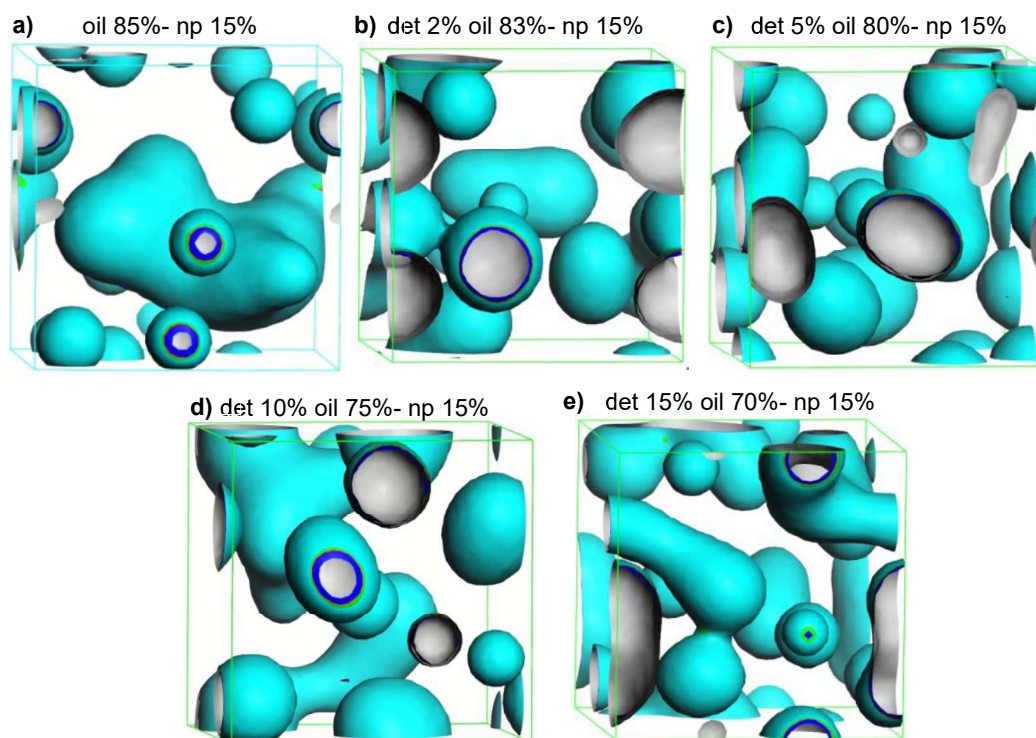 a) oil 85%- np 15%
b) det 2% oil 83%- np 15%
c) det 5% oil 80%- np 15%
d) det 10% oil 75%- np 15%
e) det 15% oil 70%- np 15%